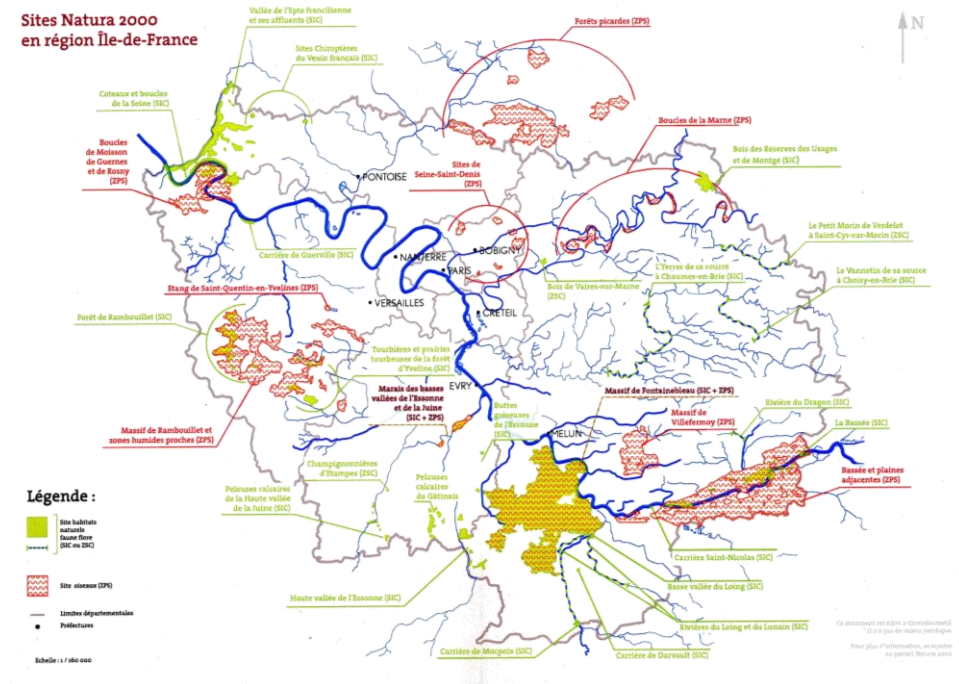 Sites Natura 2000
en région Île-de-France
Vallée de l'Epte francilienne
et ses affluents (SIC)
Sites Chiroptères
du Vexin français (SIC)
Forêts picardes (ZPS)
N
Coteaux et boucles
de la Seine (SIC)
Boucles de la Marne (ZPS)
Boucles
de Moisson
de Guernes
et de Rosny
(ZPS)
Bois des Réserves des Usages
et de Montgé (SIC)
Sites de
Seine-Saint-Denis
(ZPS)
PONTOISE
Le Petit Morin de Verdelot
à Saint-Cyr-sur-Morin (ZSC)
Carrière de Guerville (SIC)
NANTERRE
BOBIGNY
PARIS
L'Yerres de sa source
à Chaumes-en-Brie (SIC)
Le Vannetin de sa source
à Choisy-en-Brie (SIC)
Bois de Vaires-sur-Marne
(ZSC)
Etang de Saint-Quentin-en-Yvelines (ZPS)
VERSAILLES
CRETEIL
Forêt de Rambouillet (SIC)
Tourbières et prairies
tourbeuses de la forêt
d'Yveline (SIC)
EVRY
Marais des basses
vallées de l'Essonne
et de la Juine
(SIC + ZPS)
Massif de Fontainebleau (SIC + ZPS)
Buttes
gréseuses
de l'Essonne
(SIC)
Rivière du Dragon (SIC)
Massif de
Villefermoy (ZPS)
La Bassée (SIC)
MELUN
Massif de Rambouillet et
zones humides proches (ZPS)
Champignonnières
d'Etampes (ZSC)
Bassée et plaines
adjacentes (ZPS)
Pelouses calcaires
de la Haute vallée
de la Juine (SIC)
Pelouses
calcaires
du Gâtinais
Légende :
Site habitats
naturels
faune flore
(SIC ou ZSC)
Carrière Saint-Nicolas (SIC)
Site oiseaux (ZPS)
Basse vallée du Loing (SIC)
Haute vallée de l'Essonne (SIC)
Limites départementales
Préfectures
Rivières du Loing et du Lunain (SIC)
Carrière de Mocpoix (SIC)
Carrière de Darvault (SIC)
Echelle : 1 / 160 000